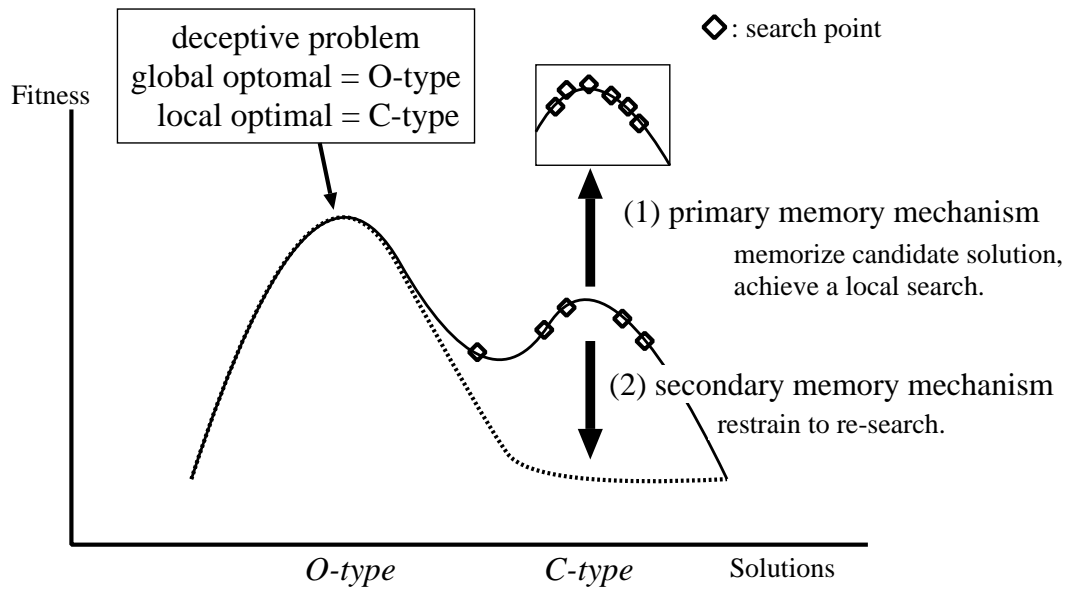 deceptive problem
global optomal = O-type
local optimal = C-type
: search point
Fitness
(1) primary memory mechanism
memorize candidate solution,
achieve a local search.
(2) secondary memory mechanism
restrain to re-search.
O-type
C-type
Solutions